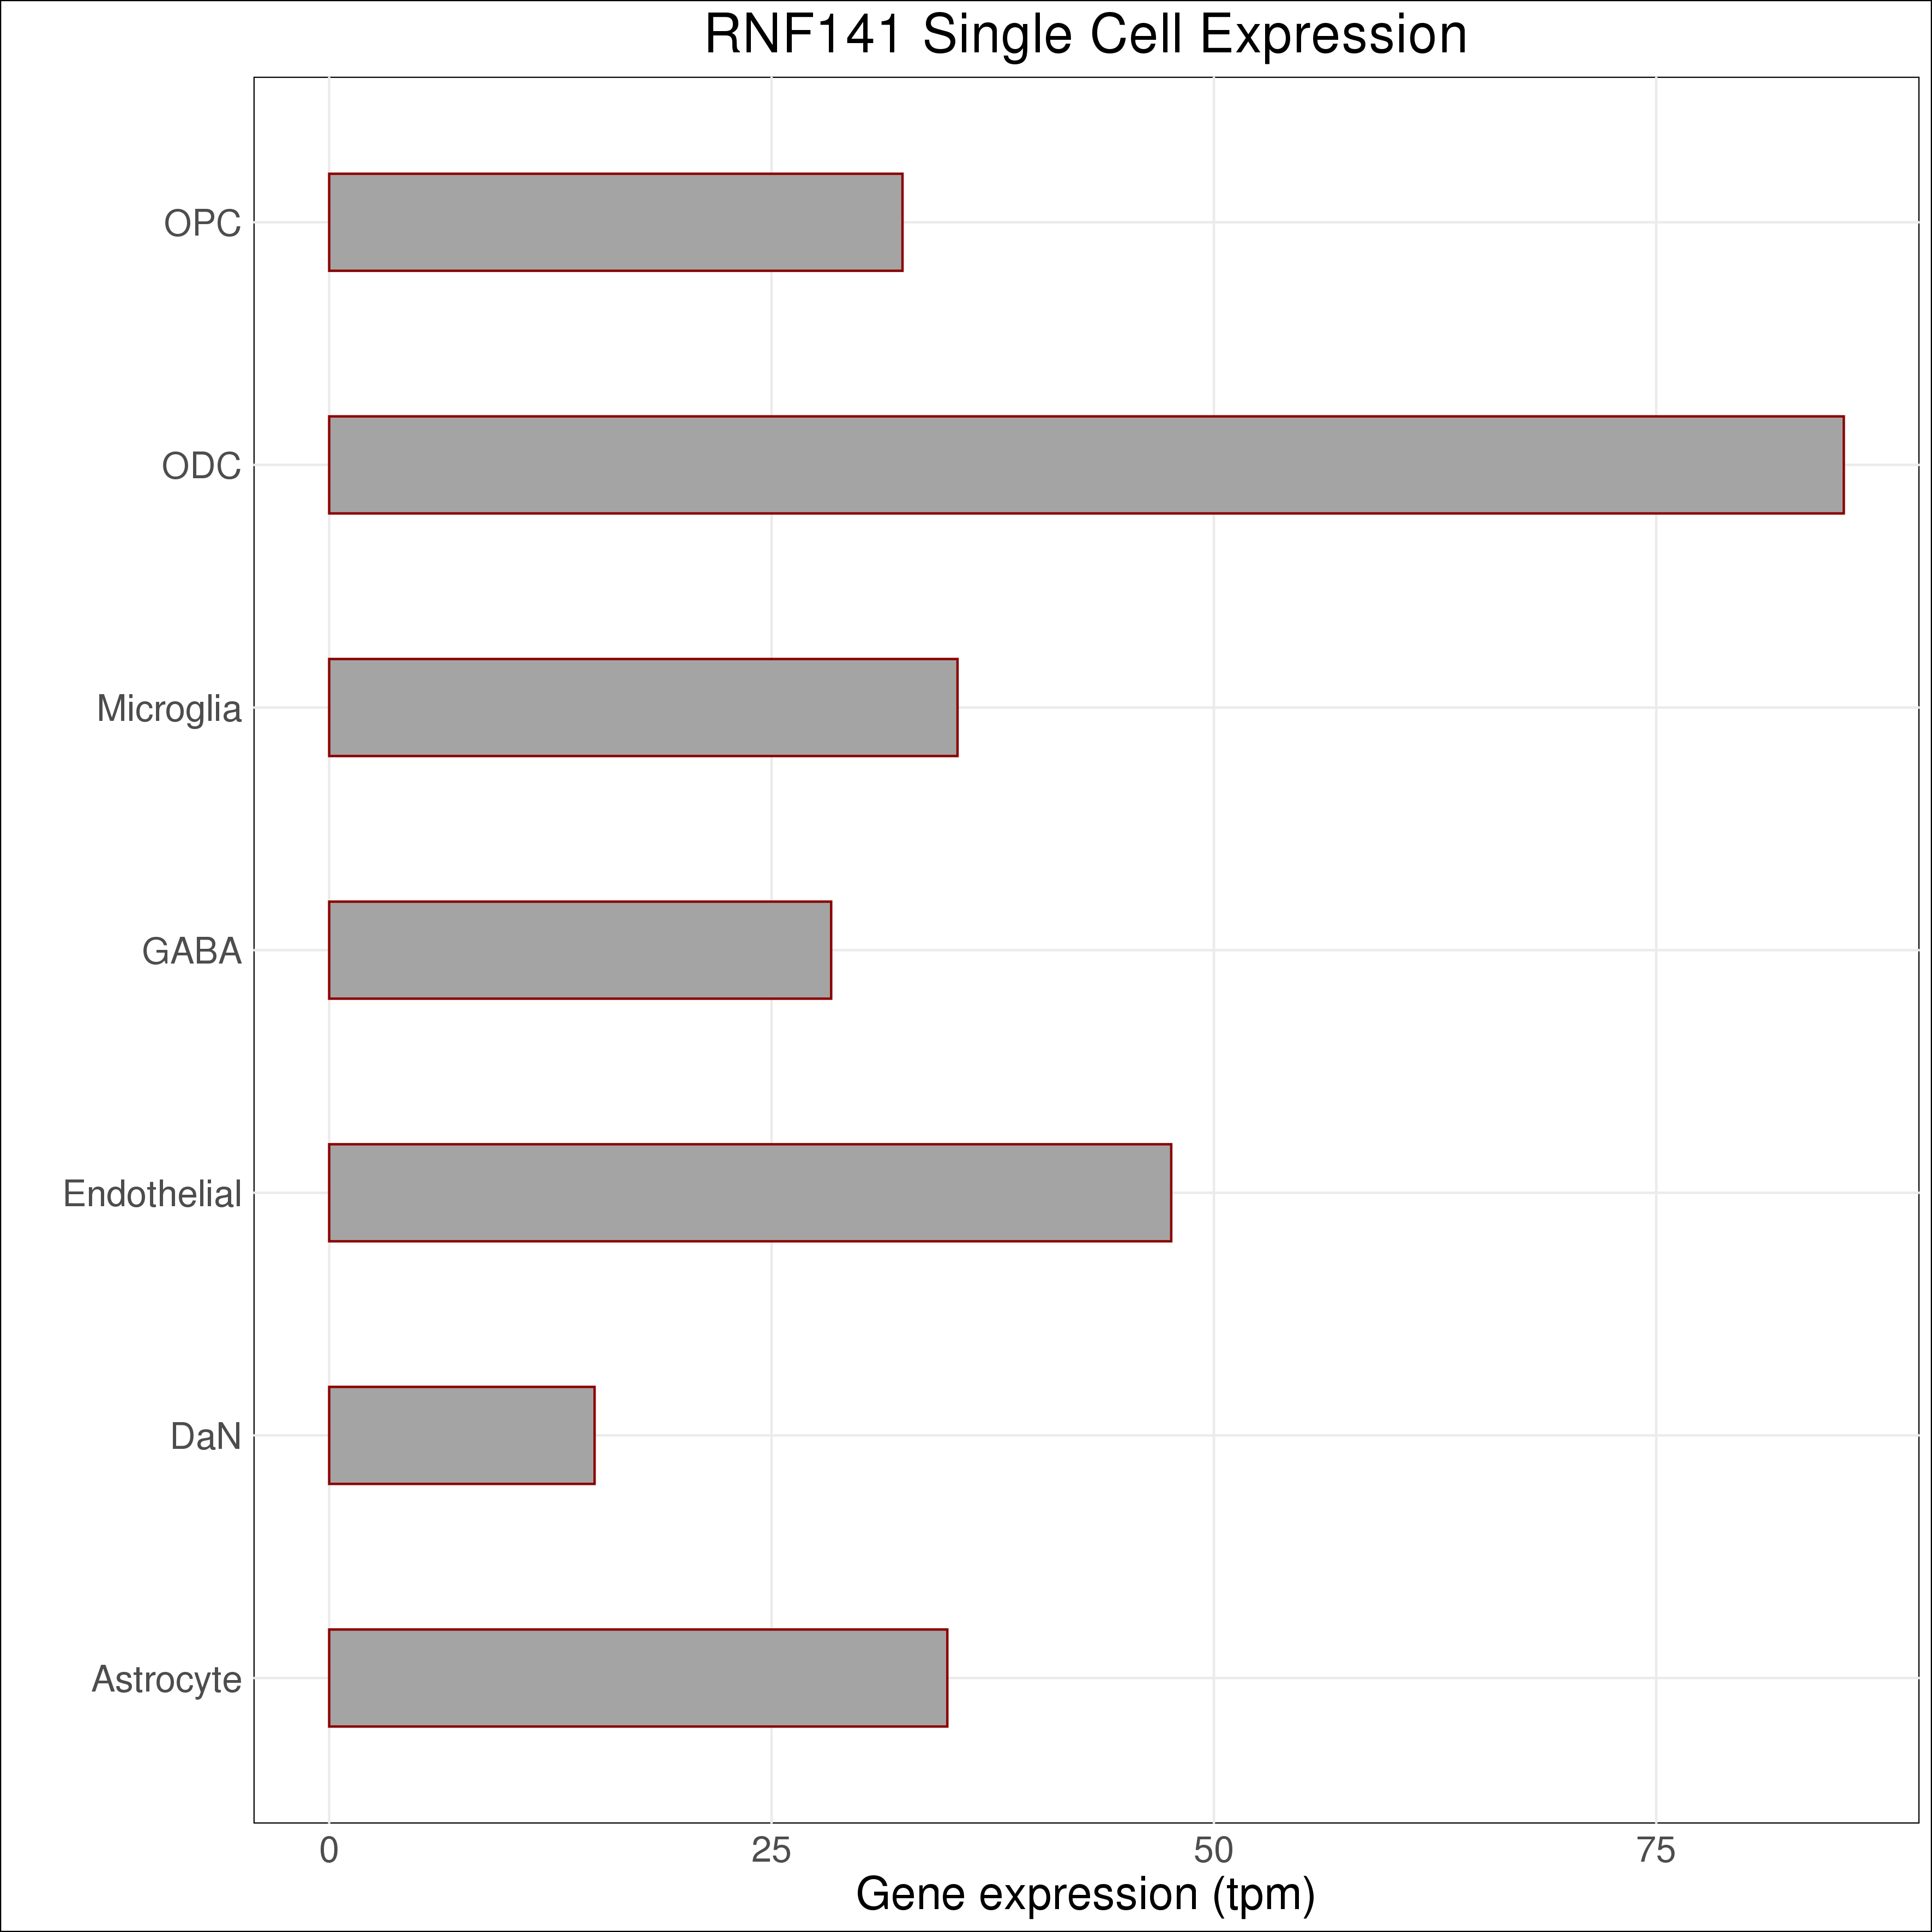 RNF141 Single Cell Expression
OPC
ODC
Microglia
GABA
Endothelial
DaN
Astrocyte
0 25 50 75
Gene expression (tpm)